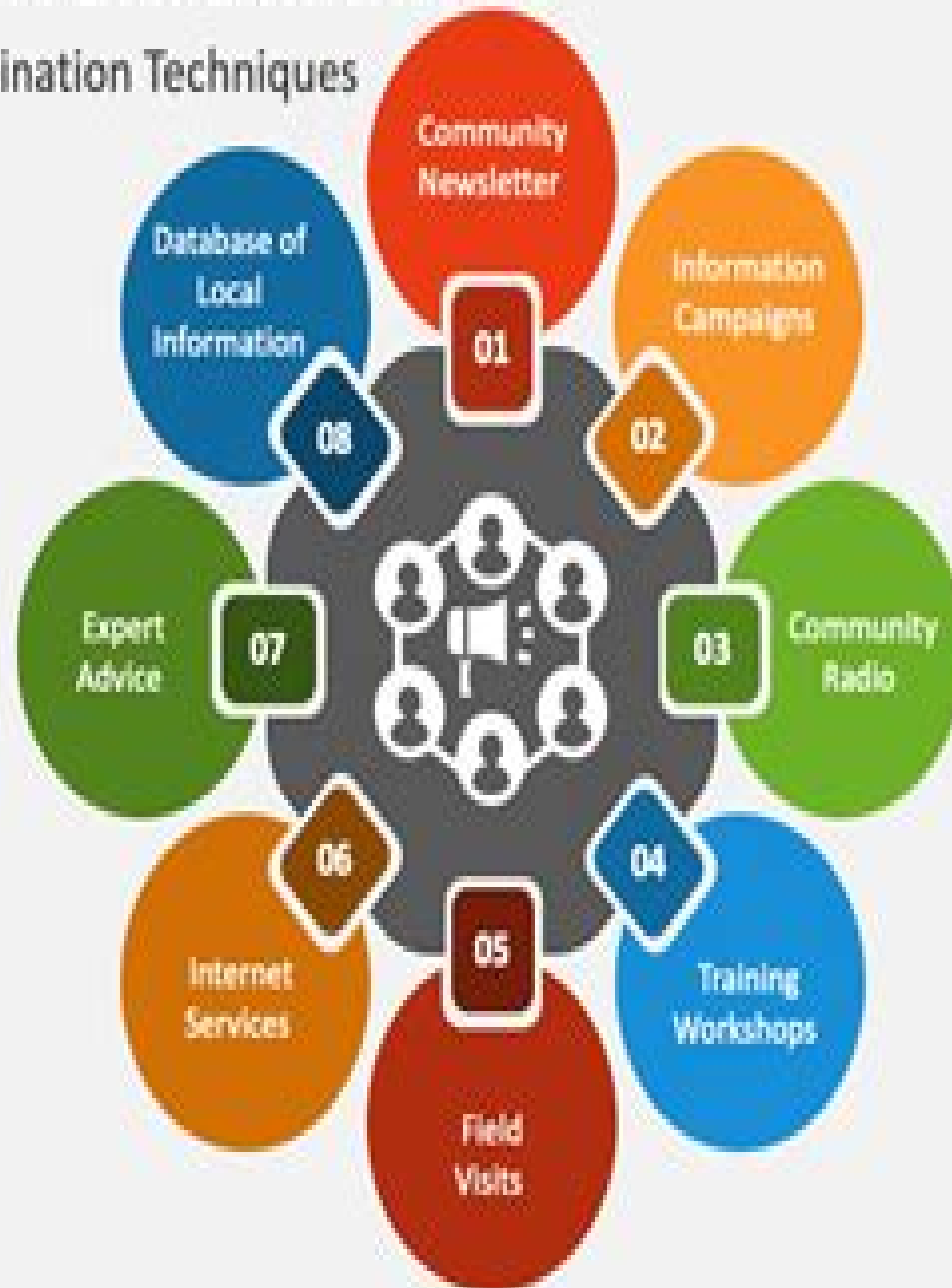 ination Techniques
Community
Newsletter
01
Information
Campaigns
02
Community
Radio
03
Training
Workshops
04
Field
Visits
05
Internet
Services
06
Expert
Advice
07
Database of
Local
Information
08